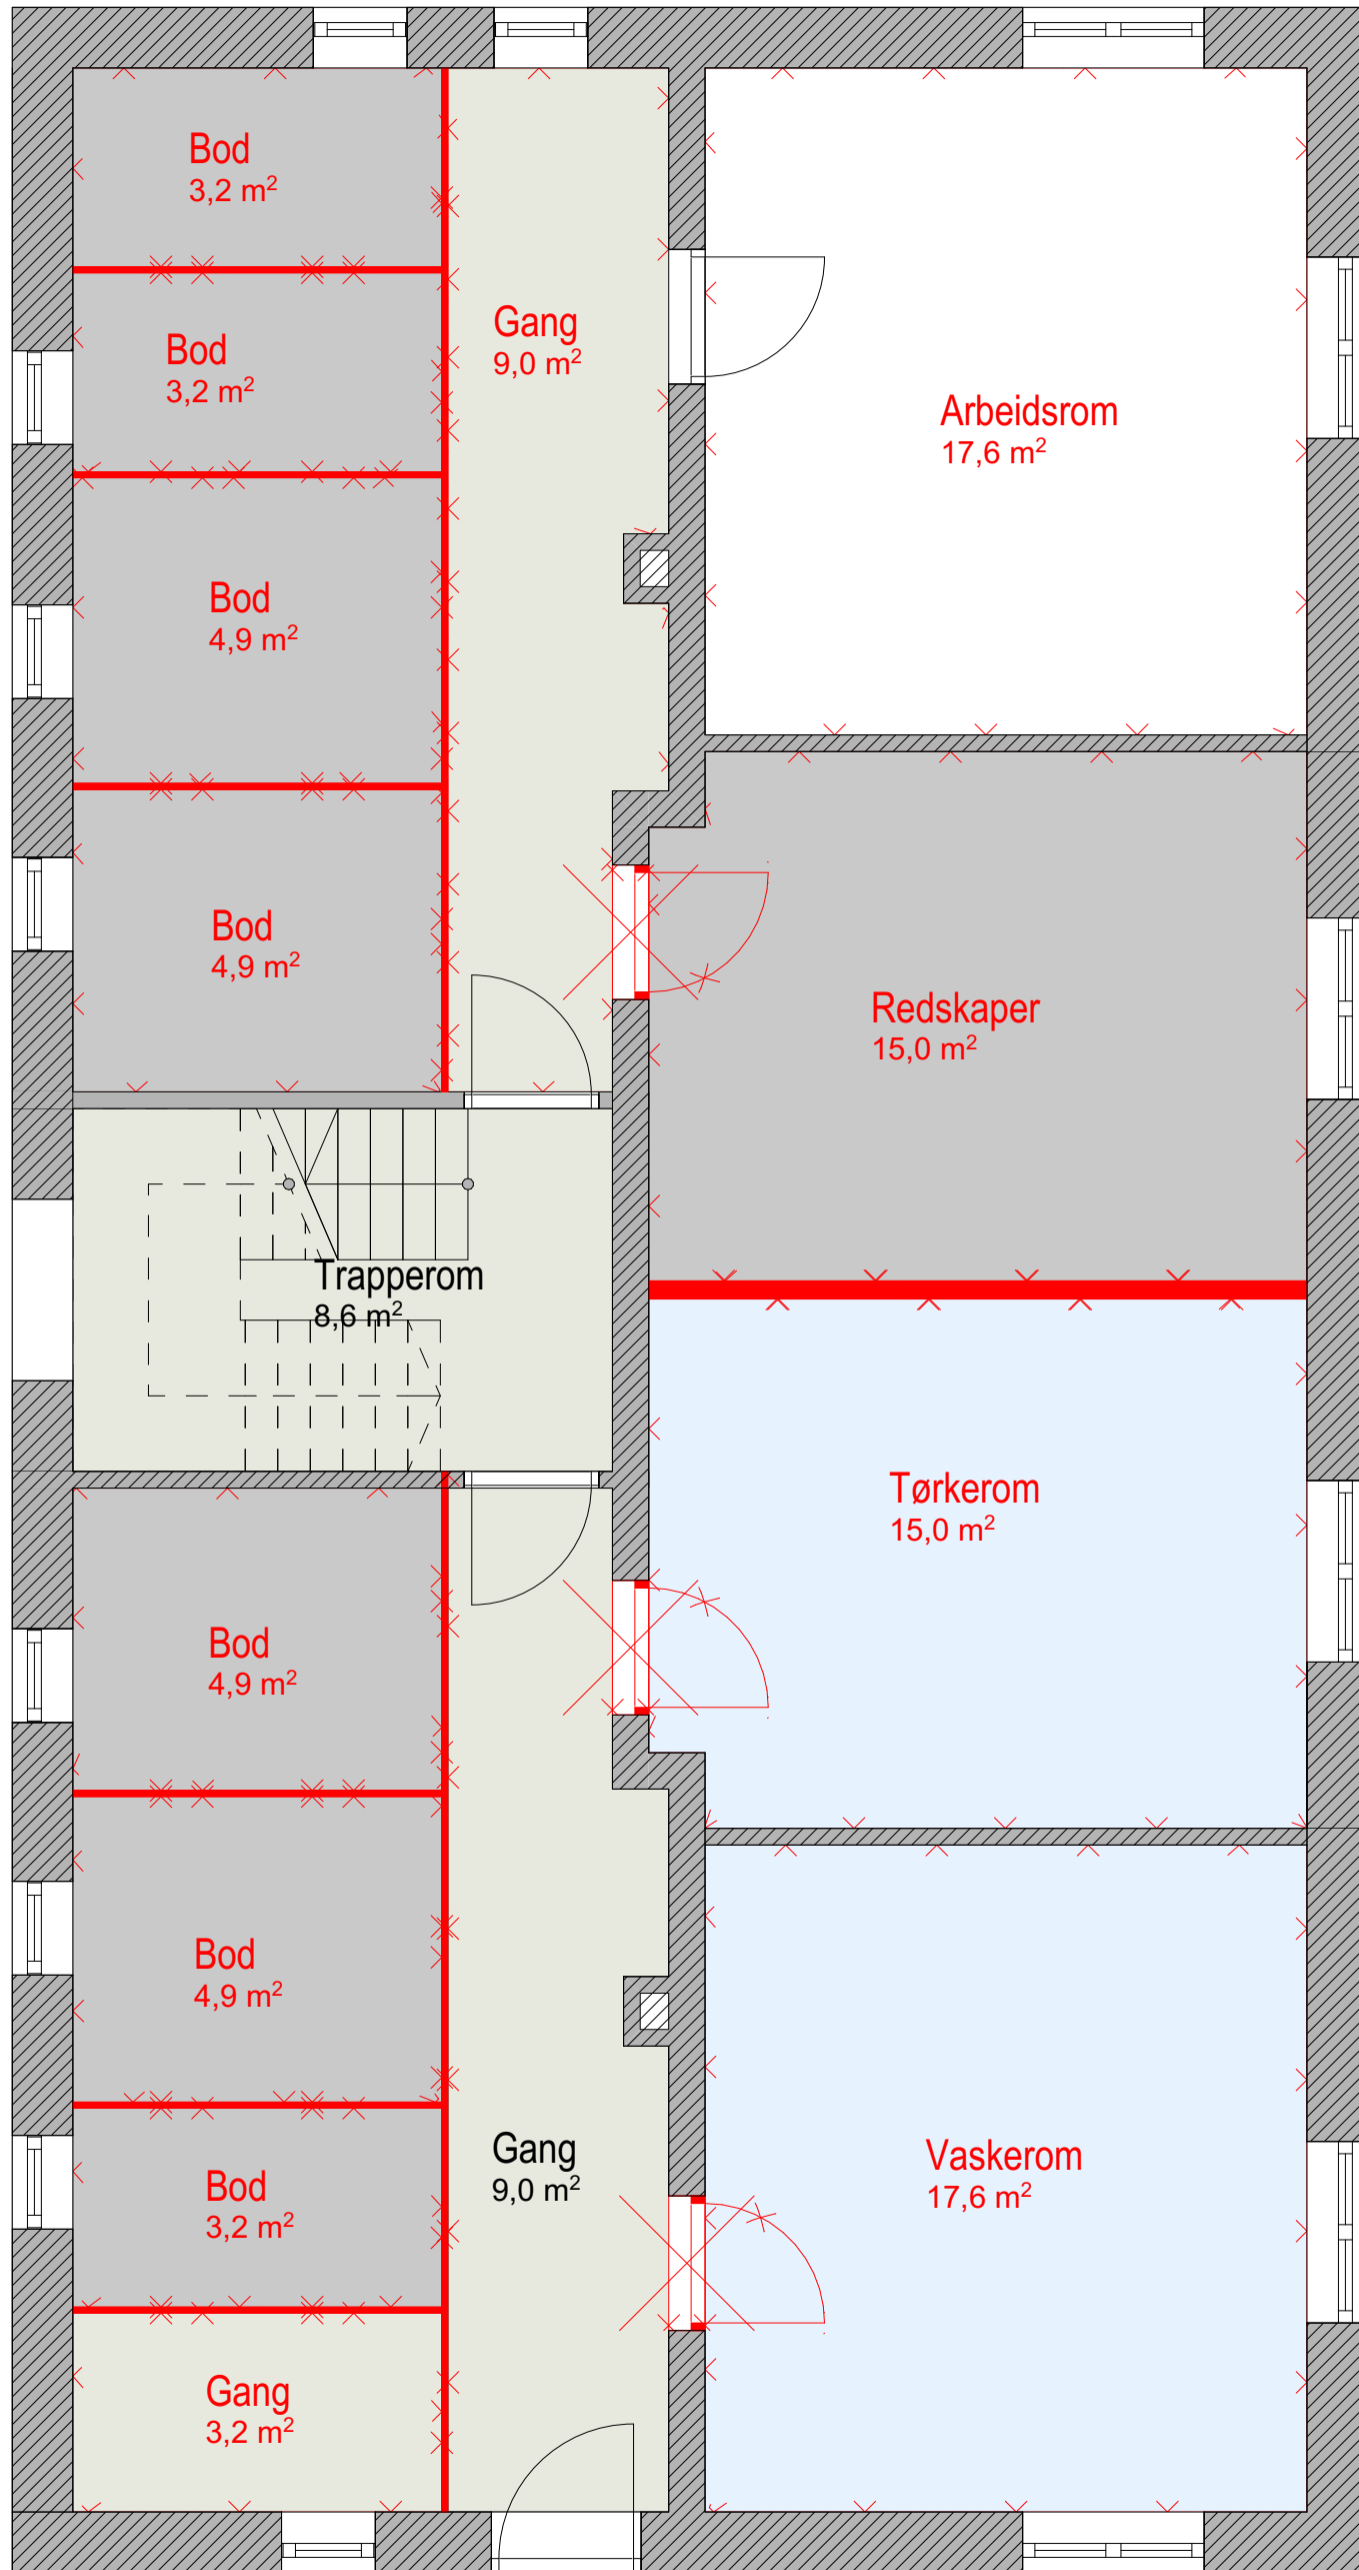 Bod
3,2 m²
Gang
9,0 m²
Bod
3,2 m²
Arbeidsrom
17,6 m²
Bod
4,9 m²
Bod
4,9 m²
Redskaper
15,0 m²
Trapperom
8,6 m²
Tørkerom
15,0 m²
Bod
4,9 m²
Bod
4,9 m²
Gang
9,0 m²
Vaskerom
17,6 m²
Bod
3,2 m²
Gang
3,2 m²